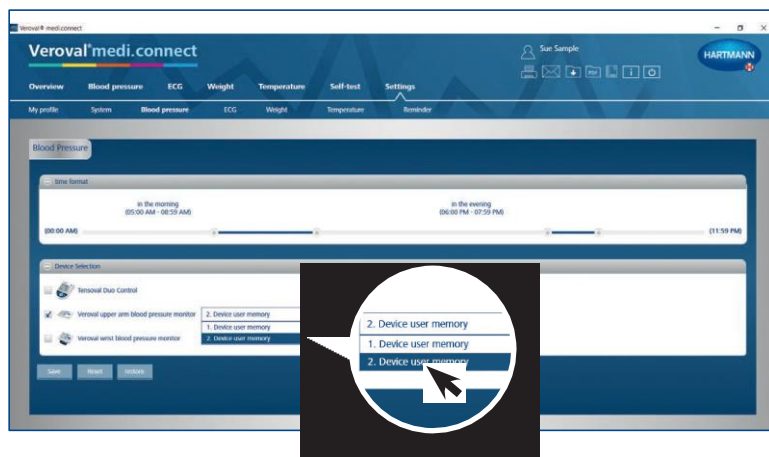 Veroval® medi.connect
Veroval®medi.connect
Sue Sample
HARTMANN
PDF
Overview Blood pressure ECG Weight Temperature Self-test Settings
My profile System Blood pressure ECG Weight Temperature Reminder
Blood Pressure
time format
in the morning
(05:00 AM - 08:59 AM)
in the evening
(06:00 PM - 07:59 PM)
(00:00 AM)
(11:59 PM)
Device Selection
Tensoval Duo Control
Veroval upper arm blood pressure monitor
2. Device user memory
1. Device user memory
2. Device user memory
Veroval wrist blood pressure monitor
Save Reset restore
2. Device user memory
1. Device user memory
2. Device user memory